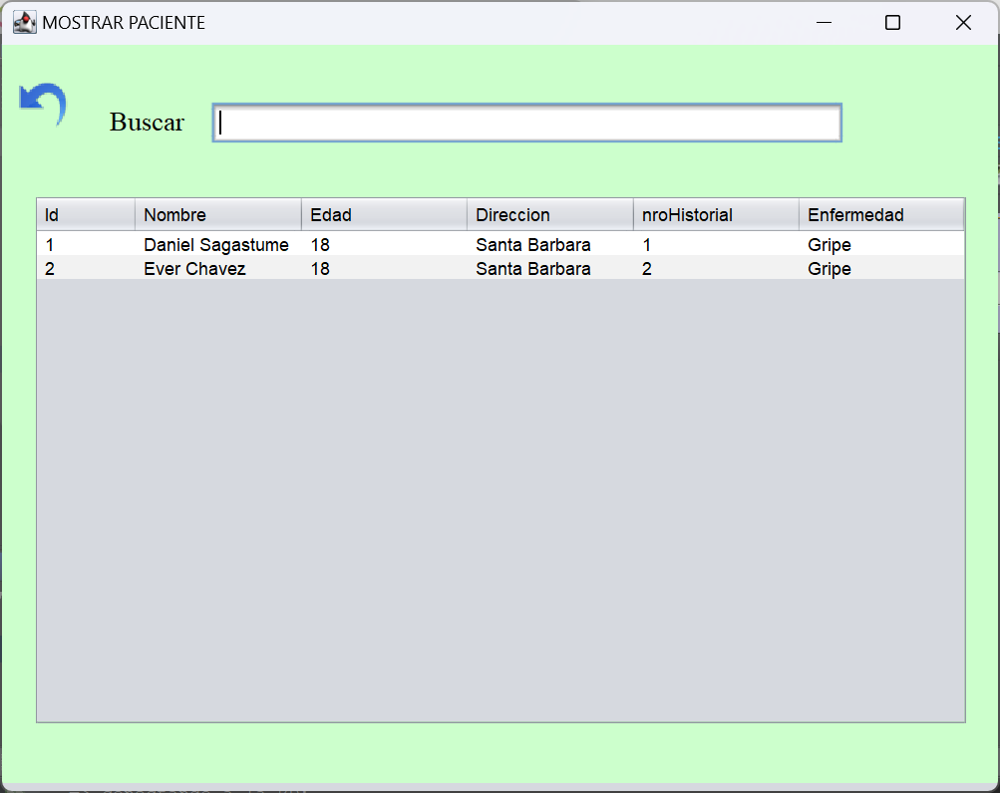 MOSTRAR PACIENTE
Buscar
Id Nombre Edad Direccion nroHistorial Enfermedad
1 Daniel Sagastume 18 Santa Barbara 1 Gripe
2 Ever Chavez 18 Santa Barbara 2 Gripe